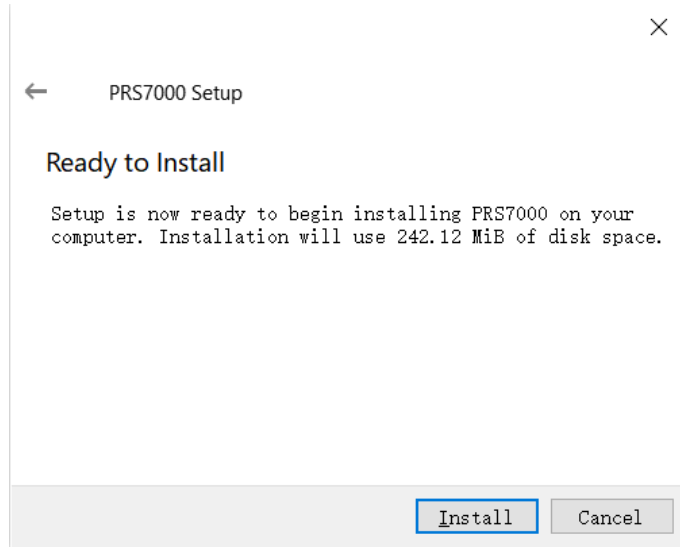 PRS7000 Setup
Ready to Install
Setup is now ready to begin installing PRS7000 on your
computer. Installation will use 242.12 MiB of disk space.
Install
Cancel